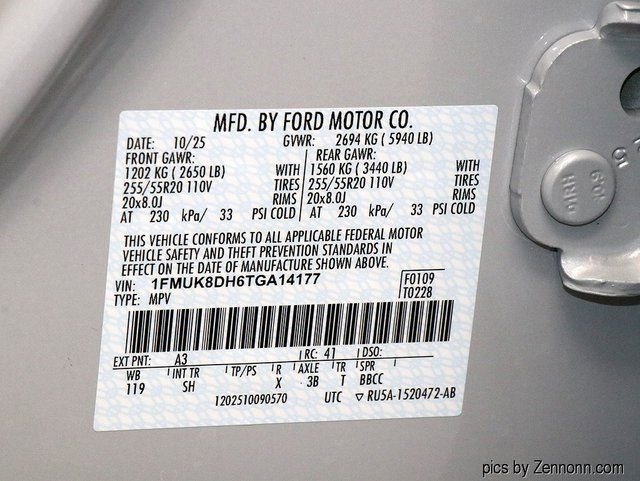 MFD. BY FORD MOTOR CO.
DATE: 10/25 GVWR: 2694 KG ( 5940 LB)
FRONT GAWR: REAR GAWR:
1202 KG ( 2650 LB) WITH 1560 KG ( 3440 LB) WITH
255/55R20 110V TIRES 255/55R20 110V TIRES
20x8.0J RIMS 20x8.0J RIMS
AT 230 kPa/ 33 PSI COLD AT 230 kPa/ 33 PSI COLD
THIS VEHICLE CONFORMS TO ALL APPLICABLE FEDERAL MOTOR
VEHICLE SAFETY AND THEFT PREVENTION STANDARDS IN
EFFECT ON THE DATE OF MANUFACTURE SHOWN ABOVE.
VIN: 1FMUK8DH6TGA14177 F0109
TYPE: MPV T0228
EXT PNT: A3 RC: 41 DSO:
WB INT TR TP/PS R AXLE TR SPR
119 SH X 3B T BBCC
1202510090570 UTC ▽ RU5A-1520472-AB
pics by Zennonn.com